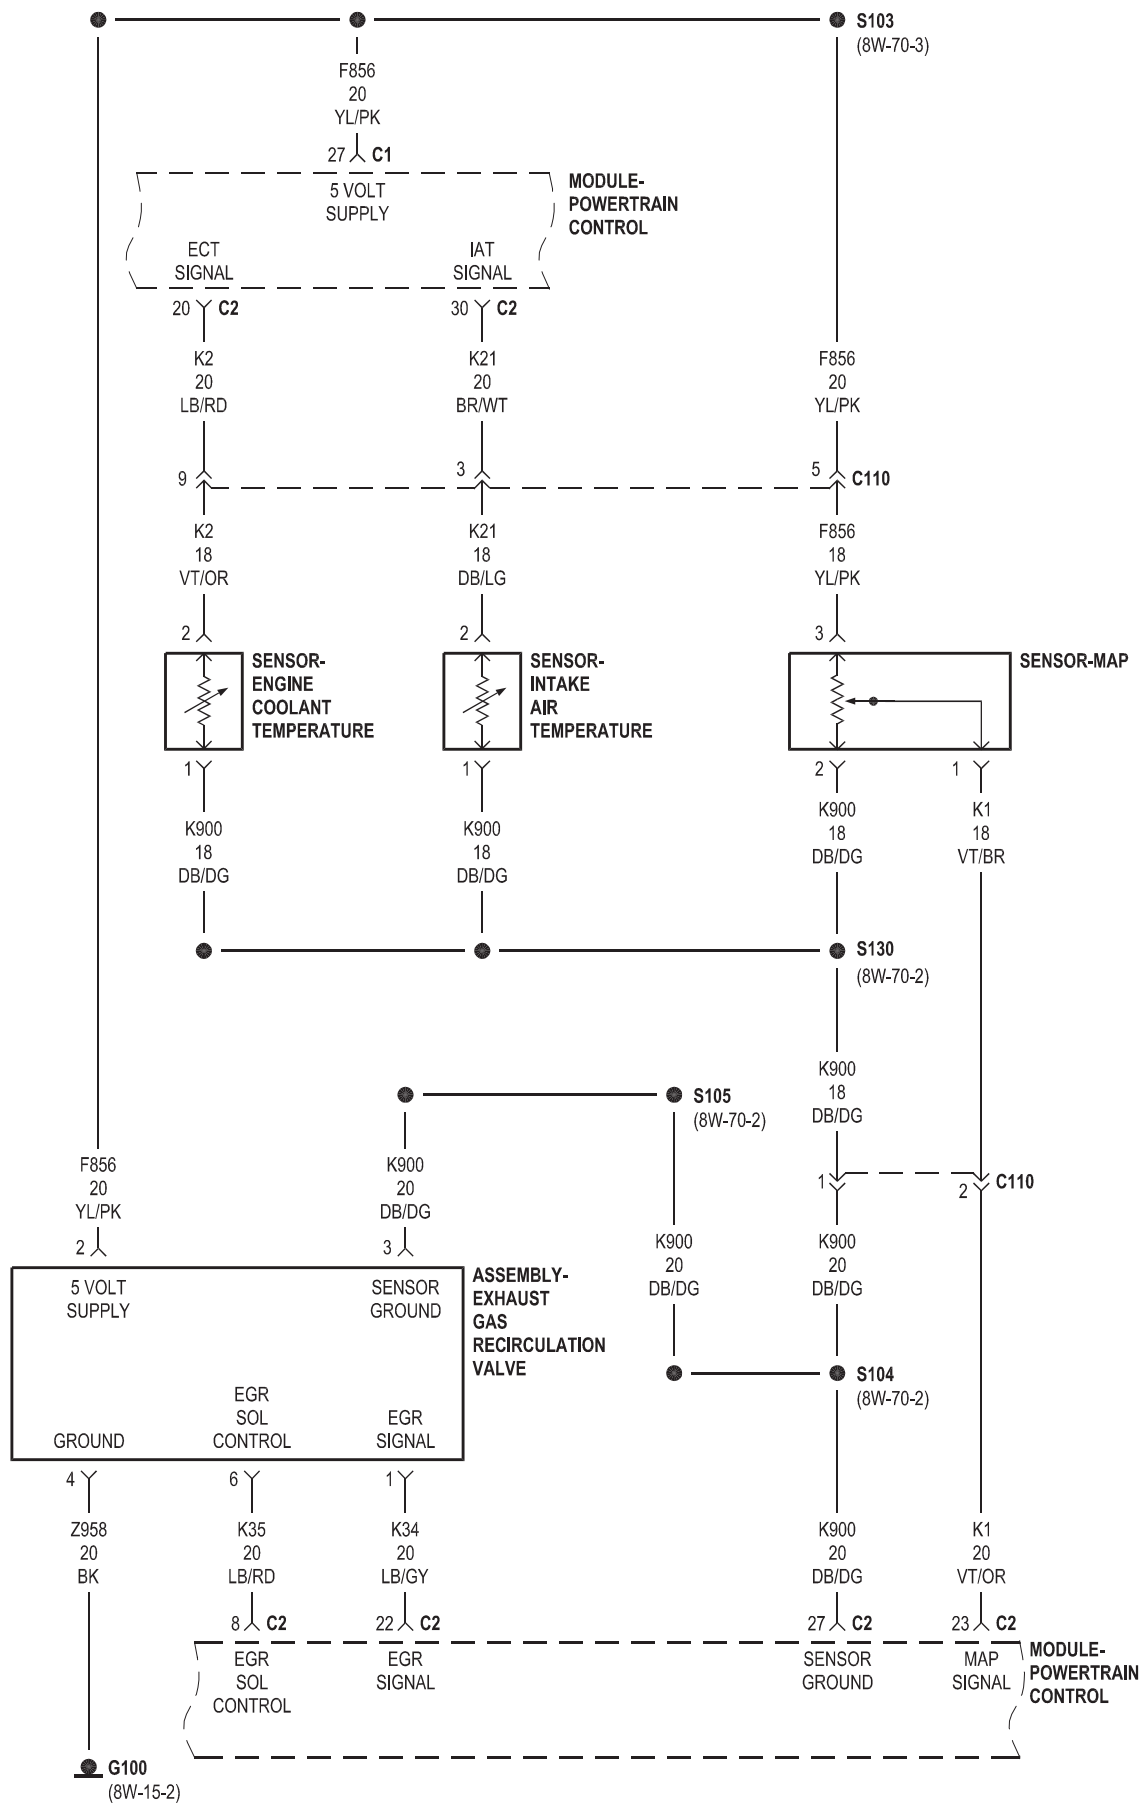 S103
(8W-70-3)
F856
20
YL/PK
27 C1
5 VOLT
SUPPLY
MODULE-
POWERTRAIN
CONTROL
ECT
SIGNAL
IAT
SIGNAL
20 C2
30 C2
K2
20
LB/RD
K21
20
BR/WT
F856
20
YL/PK
9
3
5
C110
K2
18
VT/OR
K21
18
DB/LG
F856
18
YL/PK
2
2
3
SENSOR-
ENGINE
COOLANT
TEMPERATURE
SENSOR-
INTAKE
AIR
TEMPERATURE
SENSOR-MAP
1
1
2
1
K900
18
DB/DG
K900
18
DB/DG
K900
18
DB/DG
K1
18
VT/BR
S130
(8W-70-2)
K900
18
DB/DG
S105
(8W-70-2)
F856
20
YL/PK
K900
20
DB/DG
1
2
C110
2
3
K900
20
DB/DG
K900
20
DB/DG
5 VOLT
SUPPLY
SENSOR
GROUND
ASSEMBLY-
EXHAUST
GAS
RECIRCULATION
VALVE
S104
(8W-70-2)
GROUND
EGR
SOL
CONTROL
EGR
SIGNAL
4
6
1
Z958
20
BK
K35
20
LB/RD
K34
20
LB/GY
K900
20
DB/DG
K1
20
VT/OR
8 C2
22 C2
27 C2
23 C2
EGR
SOL
CONTROL
EGR
SIGNAL
SENSOR
GROUND
MAP
SIGNAL
MODULE-
POWERTRAIN
CONTROL
G100
(8W-15-2)